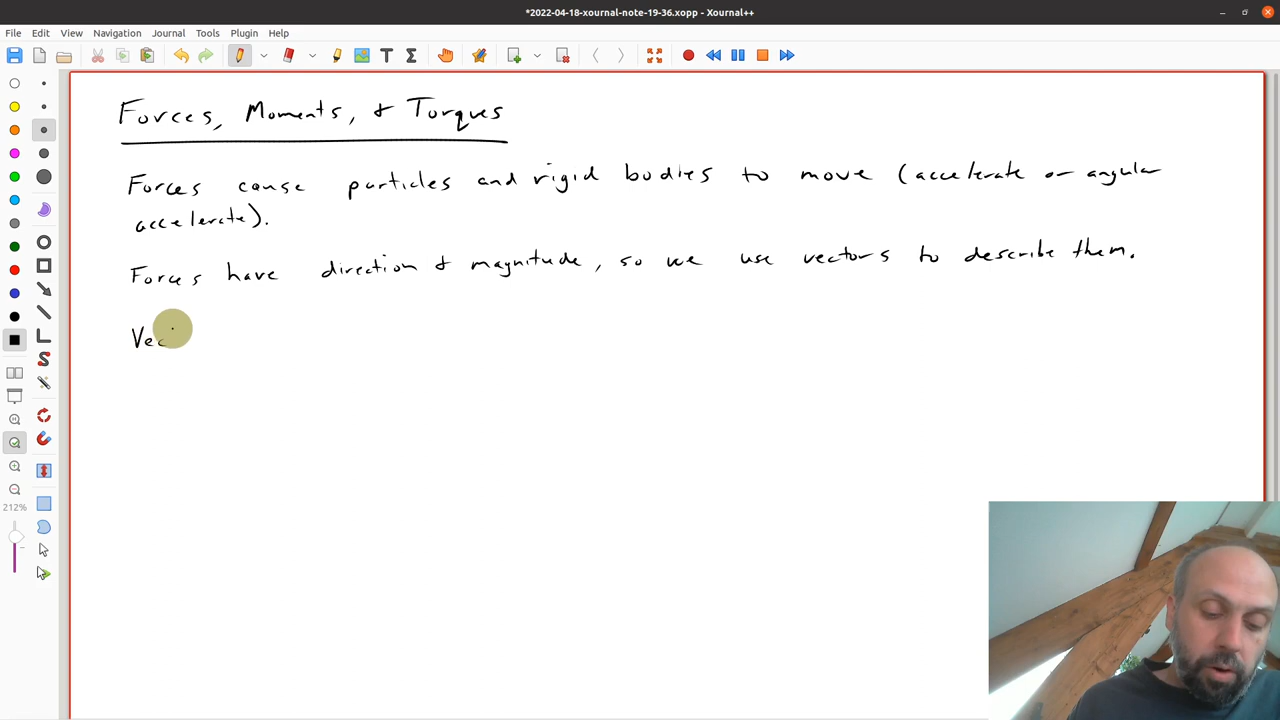 *2022-04-18-xournal-note-19-36.xopp - Xournal++
File Edit View Navigation Journal Tools Plugin Help
Forces, Moments, & Torques
Forces cause particles and rigid bodies to move (accelerate or angular
accelerate).
Forces have direction & magnitude, so we use vectors to describe them.
Vec
212%